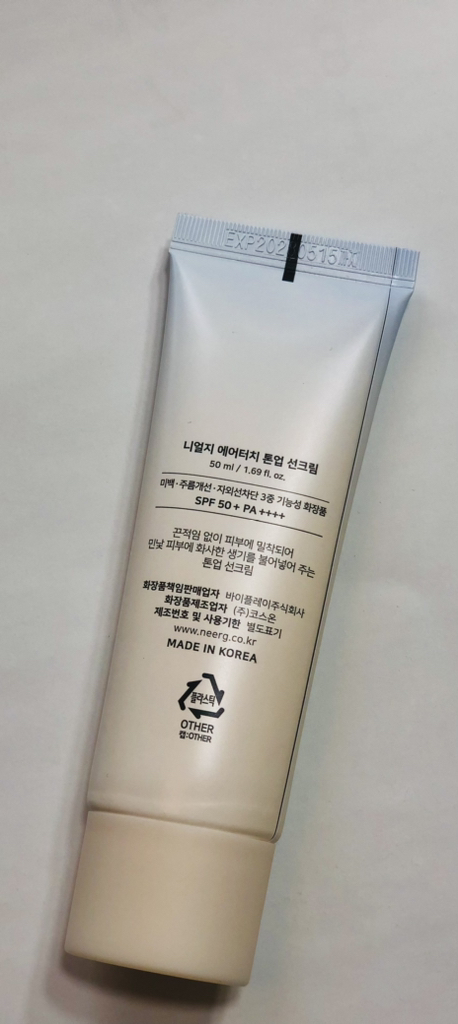 니얼지 에어터치 톤업 선크림
50 ml / 1.69 fl. oz.
미백·주름개선·자외선차단 3중 기능성 화장품
SPF 50+ PA ++++
끈적임 없이 피부에 밀착되어
민낯 피부에 화사한 생기를 불어넣어 주는
톤업 선크림
화장품책임판매업자 바이플레이주식회사
화장품제조업자 (주)코스온
제조번호 및 사용기한 별도표기
www.neerg.co.kr
MADE IN KOREA
플라스틱
OTHER
캡:OTHER